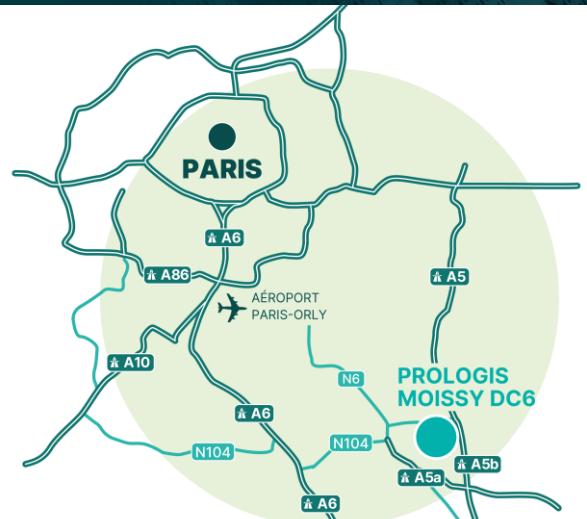 PARIS
A6
A86
A5
AÉROPORT
PARIS-ORLY
A10
N6
PROLOGIS
MOISSY DC6
A6
N104
N104
A5b
A5a
A6